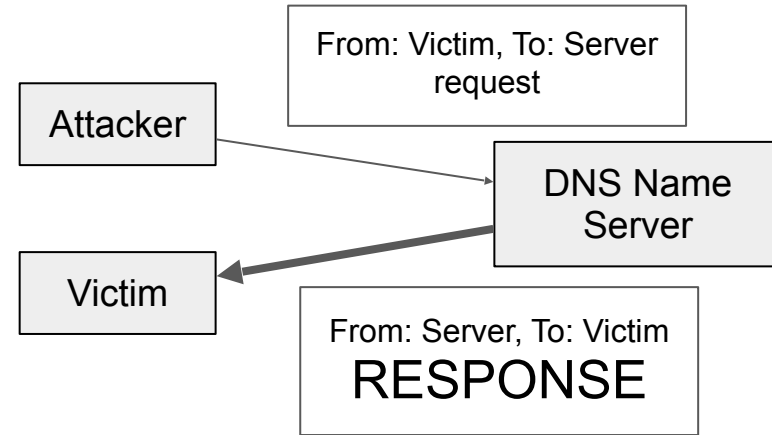 From: Victim, To: Server
request
Attacker
DNS Name
Server
Victim
From: Server, To: Victim
RESPONSE